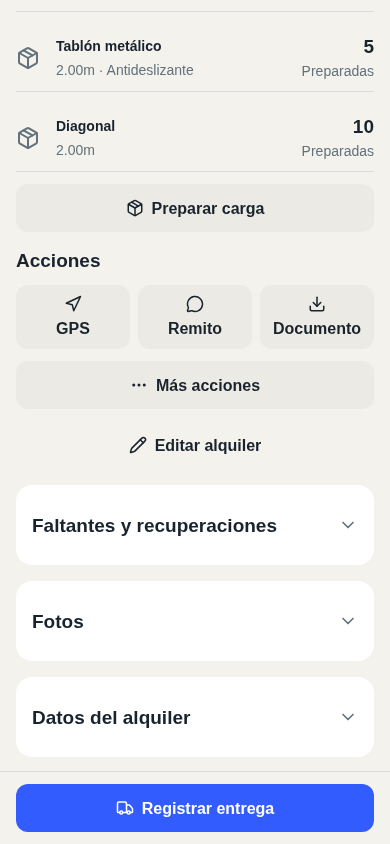 Tablón metálico
5
2.00m · Antideslizante
Preparadas
Diagonal
10
2.00m
Preparadas
Preparar carga
Acciones
GPS
Remito
Documento
Más acciones
Editar alquiler
Faltantes y recuperaciones
Fotos
Datos del alquiler
Registrar entrega